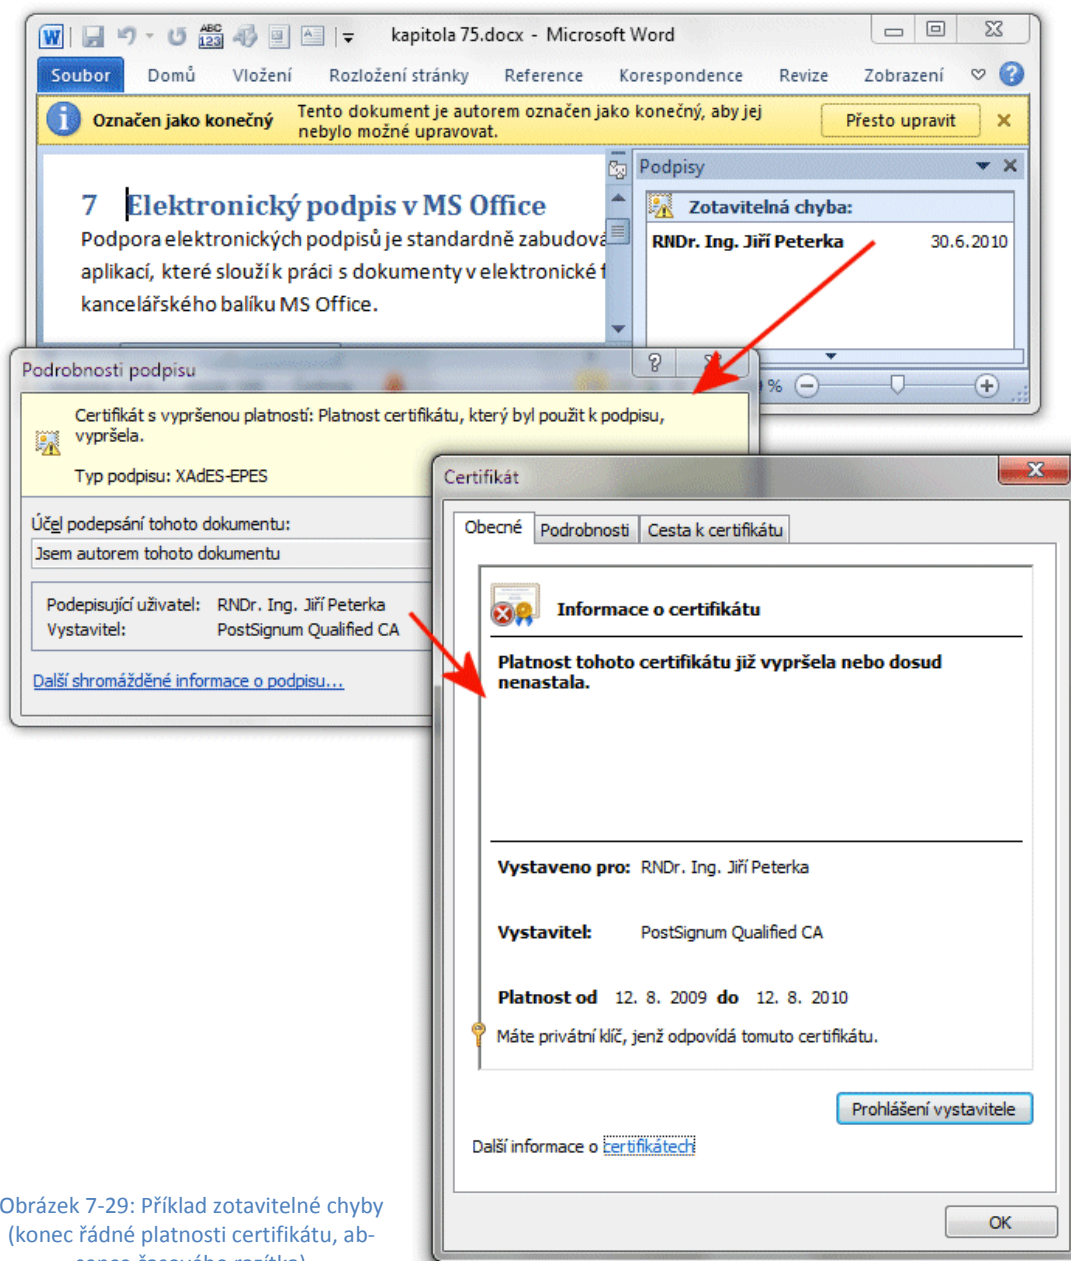 kapitola 75.docx - Microsoft Word
Soubor Domů Vložení Rozložení stránky Reference Korespondence Revize Zobrazení
Označen jako konečný Tento dokument je autorem označen jako konečný, aby jej
nebylo možné upravovat.
Přesto upravit
7 Elektronický podpis v MS Office
Podpora elektronických podpisů je standardně zabudová
aplikací, které slouží k práci s dokumenty v elektronické f
kancelářského balíku MS Office.
Podpisy
Zotavitelná chyba:
RNDr. Ing. Jiří Peterka 30.6.2010
%
Podrobnosti podpisu
Certifikát s vypršenou platností: Platnost certifikátu, který byl použit k podpisu,
vypršela.
Typ podpisu: XAdES-EPES
Účel podepsání tohoto dokumentu:
Jsem autorem tohoto dokumentu
Podepisující uživatel: RNDr. Ing. Jiří Peterka
Vystavitel: PostSignum Qualified CA
Další shromážděné informace o podpisu...
Certifikát
Obecné Podrobnosti Cesta k certifikátu
Informace o certifikátu
Platnost tohoto certifikátu již vypršela nebo dosud
nenastala.
Vystaveno pro: RNDr. Ing. Jiří Peterka
Vystavitel: PostSignum Qualified CA
Platnost od 12. 8. 2009 do 12. 8. 2010
Máte privátní klíč, jenž odpovídá tomuto certifikátu.
Prohlášení vystavitele
Další informace o certifikátech
OK
Obrázek 7-29: Příklad zotavitelné chyby
(konec řádné platnosti certifikátu, ab-
sence časového razítka)